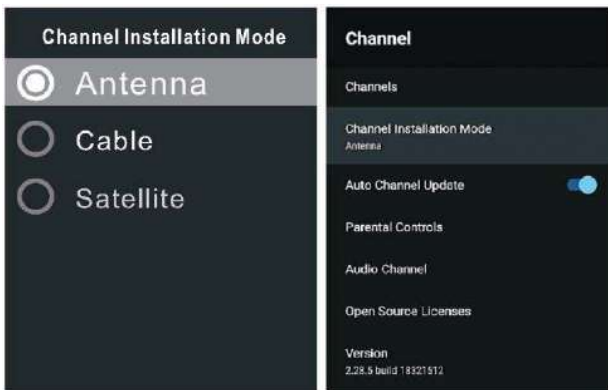 Channel Installation Mode
Antenna
Cable
Satellite
Channel
Channels
Channel Installation Mode
Antenna
Auto Channel Update
Parental Controls
Audio Channel
Open Source Licenses
Version
2.28.5 build 18321512